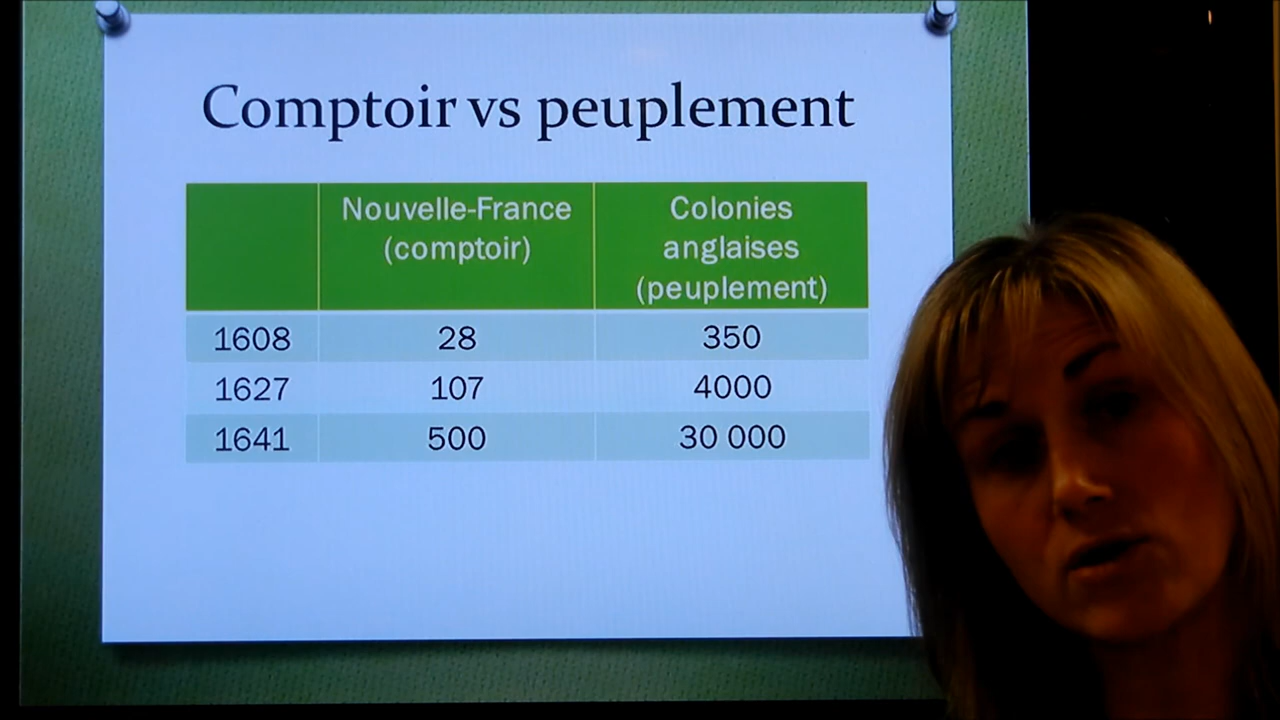 Comptoir vs peuplement
Nouvelle-France
(comptoir)
Colonies
anglaises
(peuplement)
1608 28 350
1627 107 4000
1641 500 30 000